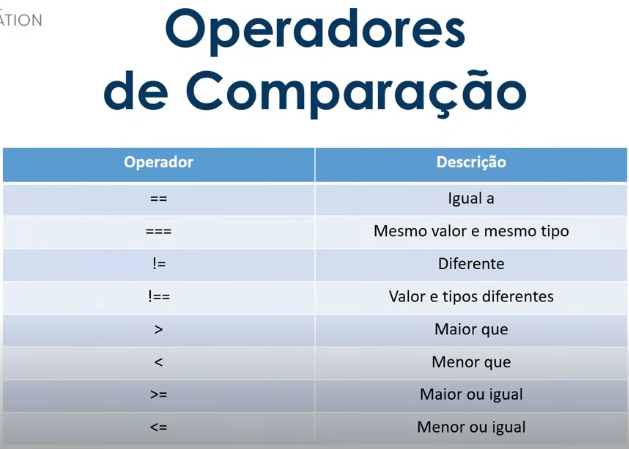 ATION
Operadores
de Comparação
Operador Descrição
== Igual a
=== Mesmo valor e mesmo tipo
!= Diferente
!== Valor e tipos diferentes
> Maior que
< Menor que
>= Maior ou igual
<= Menor ou igual